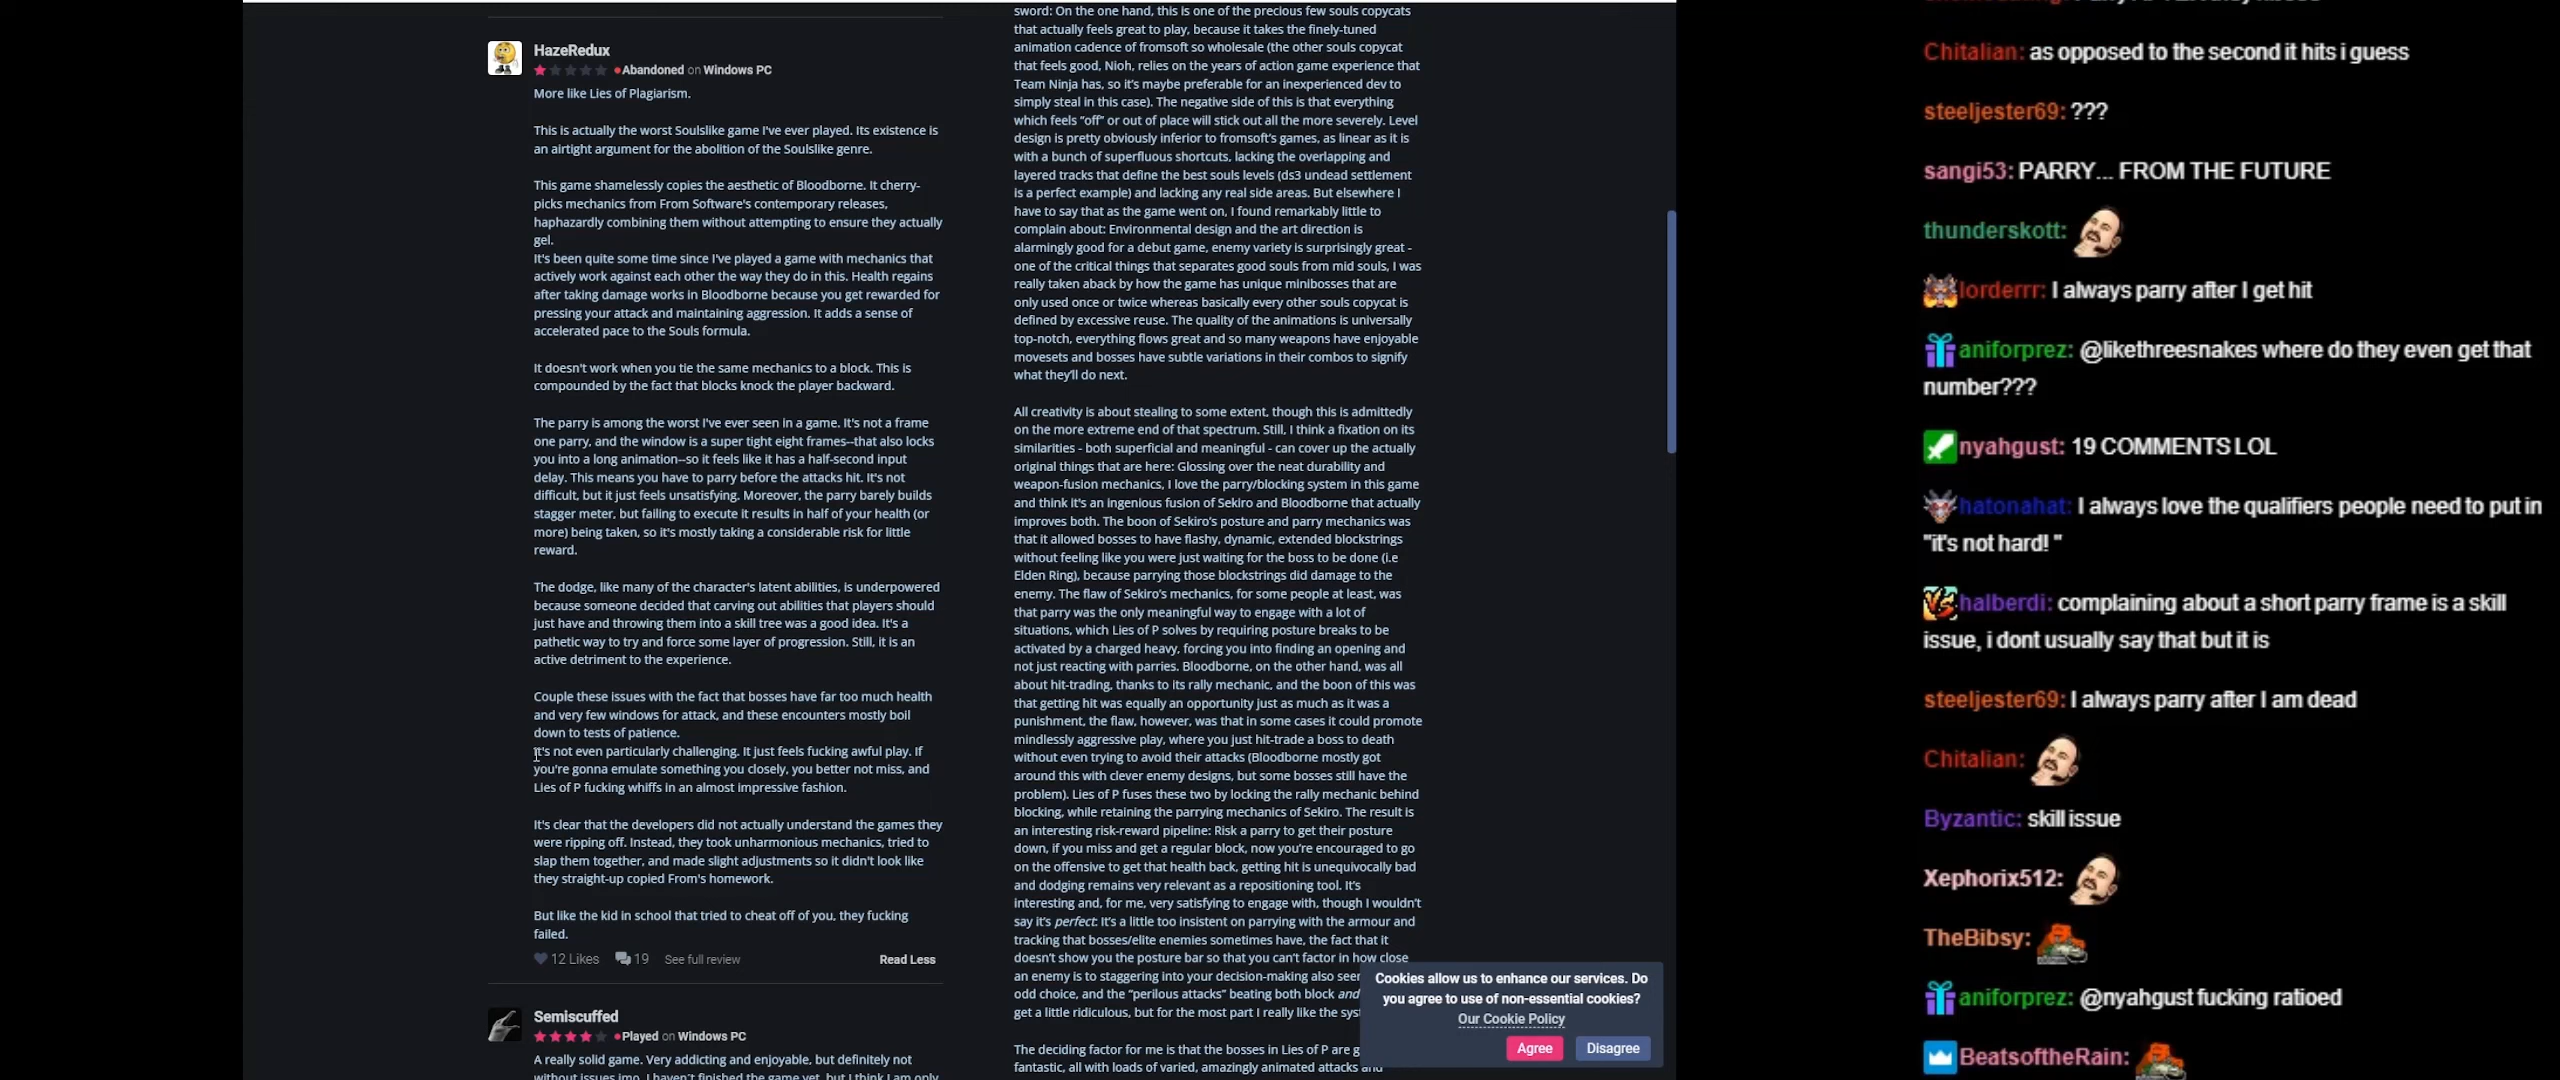 HazeRedux
Abandoned on Windows PC
More like Lies of Plagiarism.
This is actually the worst Soulslike game I've ever played. Its existence is
an airtight argument for the abolition of the Soulslike genre.
This game shamelessly copies the aesthetic of Bloodborne. It cherry-
picks mechanics from From Software's contemporary releases,
haphazardly combining them without attempting to ensure they actually
gel.
It's been quite some time since I've played a game with mechanics that
actively work against each other the way they do in this. Health regains
after taking damage works in Bloodborne because you get rewarded for
pressing your attack and maintaining aggression. It adds a sense of
accelerated pace to the Souls formula.
It doesn't work when you tie the same mechanics to a block. This is
compounded by the fact that blocks knock the player backward.
The parry is among the worst I've ever seen in a game. It's not a frame
one parry, and the window is a super tight eight frames--that also locks
you into a long animation--so it feels like it has a half-second input
delay. This means you have to parry before the attacks hit. It's not
difficult, but it just feels unsatisfying. Moreover, the parry barely builds
stagger meter, but failing to execute it results in half of your health (or
more) being taken, so it's mostly taking a considerable risk for little
reward.
The dodge, like many of the character's latent abilities, is underpowered
because someone decided that carving out abilities that players should
just have and throwing them into a skill tree was a good idea. It's a
pathetic way to try and force some layer of progression. Still, it is an
active detriment to the experience.
Couple these issues with the fact that bosses have far too much health
and very few windows for attack, and these encounters mostly boil
down to tests of patience.
It's not even particularly challenging. It just feels fucking awful play. If
you're gonna emulate something you closely, you better not miss, and
Lies of P fucking whiffs in an almost impressive fashion.
It's clear that the developers did not actually understand the games they
were ripping off. Instead, they took unharmonious mechanics, tried to
slap them together, and made slight adjustments so it didn't look like
they straight-up copied From's homework.
But like the kid in school that tried to cheat off of you, they fucking
failed.
12 Likes 19 See full review Read Less
Semiscuffed
Played on Windows PC
A really solid game. Very addicting and enjoyable, but definitely not
without issues imo. I haven't finished the game yet, but I think I am only
sword: On the one hand, this is one of the precious few souls copycats
that actually feels great to play, because it takes the finely-tuned
animation cadence of fromsoft so wholesale (the other souls copycat
that feels good, Nioh, relies on the years of action game experience that
Team Ninja has, so it's maybe preferable for an inexperienced dev to
simply steal in this case). The negative side of this is that everything
which feels "off" or out of place will stick out all the more severely. Level
design is pretty obviously inferior to fromsoft's games, as linear as it is
with a bunch of superfluous shortcuts, lacking the overlapping and
layered tracks that define the best souls levels (ds3 undead settlement
is a perfect example) and lacking any real side areas. But elsewhere I
have to say that as the game went on, I found remarkably little to
complain about: Environmental design and the art direction is
alarmingly good for a debut game, enemy variety is surprisingly great -
one of the critical things that separates good souls from mid souls, I was
really taken aback by how the game has unique minibosses that are
only used once or twice whereas basically every other souls copycat is
defined by excessive reuse. The quality of the animations is universally
top-notch, everything flows great and so many weapons have enjoyable
movesets and bosses have subtle variations in their combos to signify
what they'll do next.
All creativity is about stealing to some extent, though this is admittedly
on the more extreme end of that spectrum. Still, I think a fixation on its
similarities - both superficial and meaningful - can cover up the actually
original things that are here: Glossing over the neat durability and
weapon-fusion mechanics, I love the parry/blocking system in this game
and think it's an ingenious fusion of Sekiro and Bloodborne that actually
improves both. The boon of Sekiro's posture and parry mechanics was
that it allowed bosses to have flashy, dynamic, extended blockstrings
without feeling like you were just waiting for the boss to be done (i.e
Elden Ring), because parrying those blockstrings did damage to the
enemy. The flaw of Sekiro's mechanics, for some people at least, was
that parry was the only meaningful way to engage with a lot of
situations, which Lies of P solves by requiring posture breaks to be
activated by a charged heavy, forcing you into finding an opening and
not just reacting with parries. Bloodborne, on the other hand, was all
about hit-trading, thanks to its rally mechanic, and the boon of this was
that getting hit was equally an opportunity just as much as it was a
punishment, the flaw, however, was that in some cases it could promote
mindlessly aggressive play, where you just hit-trade a boss to death
without even trying to avoid their attacks (Bloodborne mostly got
around this with clever enemy designs, but some bosses still have the
problem). Lies of P fuses these two by locking the rally mechanic behind
blocking, while retaining the parrying mechanics of Sekiro. The result is
an interesting risk-reward pipeline: Risk a parry to get their posture
down, if you miss and get a regular block, now you're encouraged to go
on the offensive to get that health back, getting hit is unequivocally bad
and dodging remains very relevant as a repositioning tool. It's
interesting and, for me, very satisfying to engage with, though I wouldn't
say it's perfect: It's a little too insistent on parrying with the armour and
tracking that bosses/elite enemies sometimes have, the fact that it
doesn't show you the posture bar so that you can't factor in how close
an enemy is to staggering into your decision-making also
odd choice, and the "perilous attacks" beating both block and
get a little ridiculous, but for the most part I really like the
The deciding factor for me is that the bosses in Lies of P are
fantastic, all with loads of varied, amazingly animated attacks and
Cookies allow us to enhance our services. Do
you agree to use of non-essential cookies?
Our Cookie Policy
Agree Disagree
Chitalian: as opposed to the second it hits i guess
steeljester69: ???
sangi53: PARRY... FROM THE FUTURE
thunderskott:
lorderrr: I always parry after I get hit
aniforprez: @likethreesnakes where do they even get that
number???
nyahgust: 19 COMMENTS LOL
hatonahat: I always love the qualifiers people need to put in
"it's not hard! "
halberdi: complaining about a short parry frame is a skill
issue, i dont usually say that but it is
steeljester69: I always parry after I am dead
Chitalian:
Byzantic: skill issue
Xephorix512:
TheBibsy:
aniforprez: @nyahgust fucking ratioed
BeatsoftheRain: